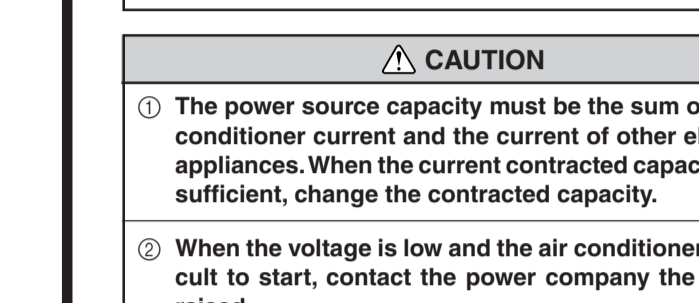 CAUTION
① The power source capacity must be the sum o
conditioner current and the current of other el
appliances. When the current contracted capac
sufficient, change the contracted capacity.
② When the voltage is low and the air conditioner
cult to start, contact the power company the
raised.